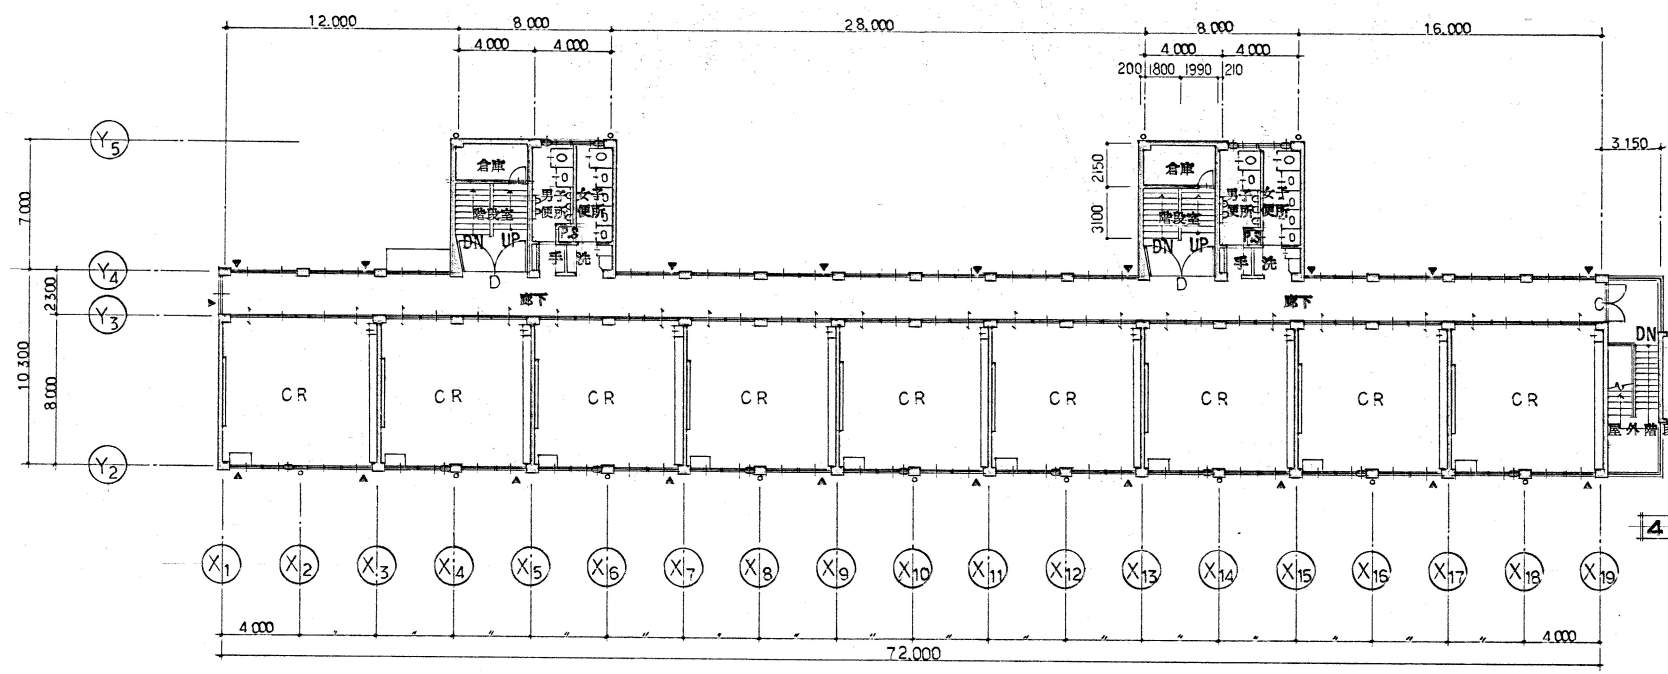 12.000 8 000 28.000 8 000 16.000
4 000 4 000 4.000 4.000
200 1800 1990 210
Y5
3 150
倉庫 倉庫
2150
7 000
男子 女子 男子 女子
便所 便所 便所 便所
階段室 階段室
3100
P.S P.S
DN UP DN UP
手 洗 手 洗
Y4
D D
2300
廊下 廊下
Y3
DN
10 300
8 000
CR CR CR CR CR CR CR CR CR
屋外階段
Y2
4
X1 X2 X3 X4 X5 X6 X7 X8 X9 X10 X11 X12 X13 X14 X15 X16 X17 X18 X19
4 000 〃 〃 〃 〃 〃 〃 〃 〃 〃 〃 〃 〃 〃 〃 〃 〃 4 000
72.000